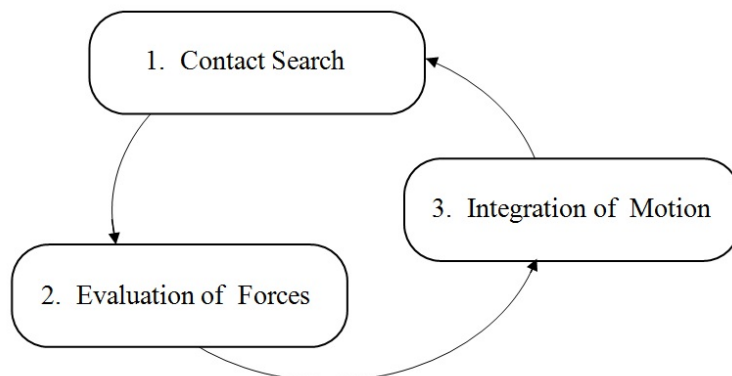 1. Contact Search
3. Integration of Motion
2. Evaluation of Forces